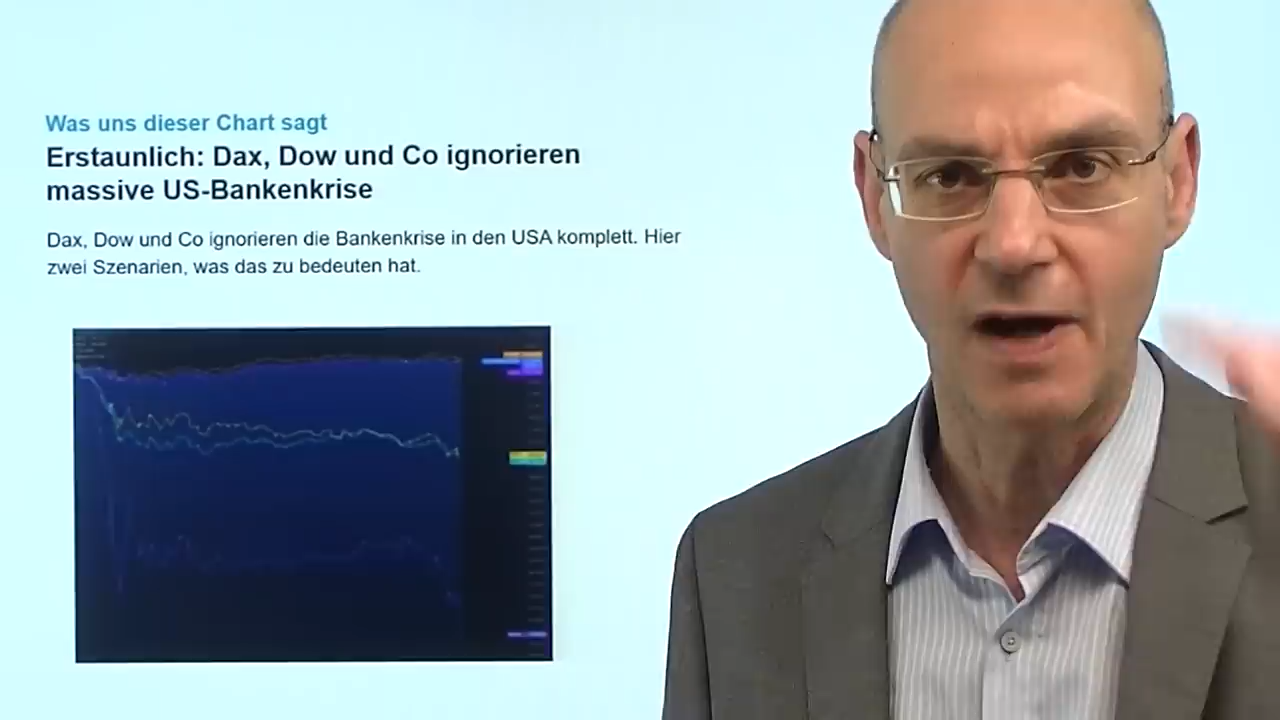 Was uns dieser Chart sagt
Erstaunlich: Dax, Dow und Co ignorieren
massive US-Bankenkrise
Dax, Dow und Co ignorieren die Bankenkrise in den USA komplett. Hier
zwei Szenarien, was das zu bedeuten hat.